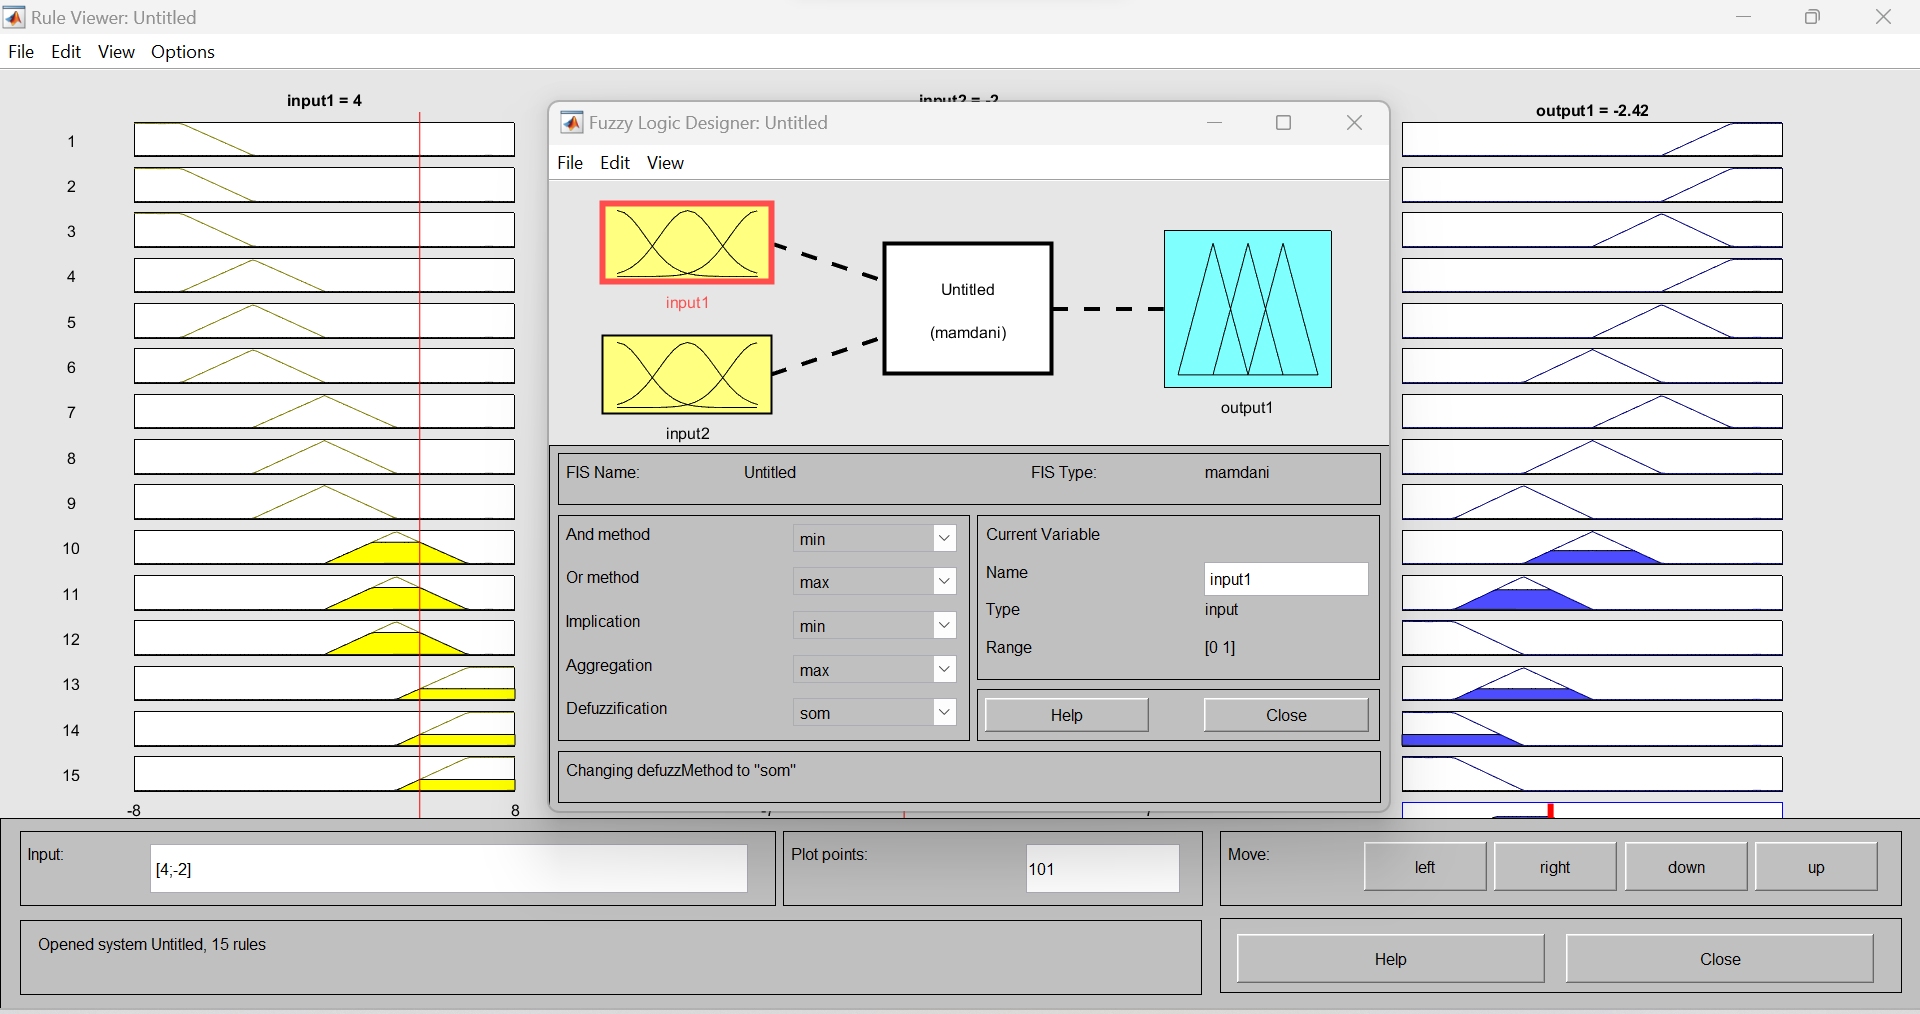 Rule Viewer: Untitled
File Edit View Options
input1 = 4
input2 = -2
output1 = -2.42
1
2
3
4
5
6
7
8
9
10
11
12
13
14
15
-8
8
Fuzzy Logic Designer: Untitled
File Edit View
input1
input2
Untitled
(mamdani)
output1
FIS Name: Untitled FIS Type: mamdani
And method min
Or method max
Implication min
Aggregation max
Defuzzification som
Current Variable
Name input1
Type input
Range [0 1]
Help Close
Changing defuzzMethod to "som"
Input: [4;-2]
Plot points: 101
Move: left right down up
Opened system Untitled, 15 rules
Help Close